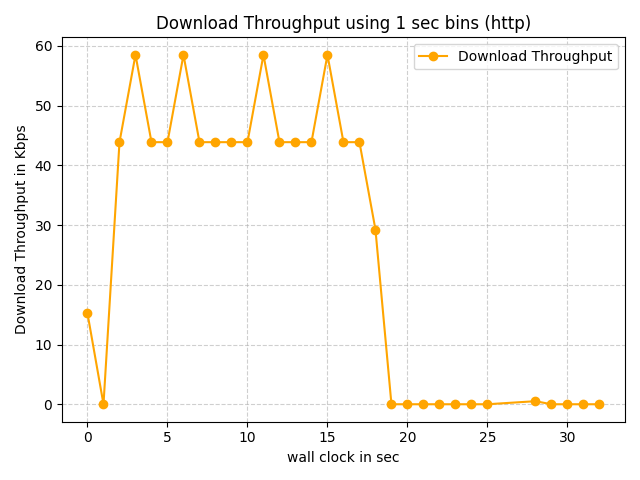 Download Throughput using 1 sec bins (http)
Download Throughput
Download Throughput in Kbps
60
50
40
30
20
10
0
0 5 10 15 20 25 30
wall clock in sec